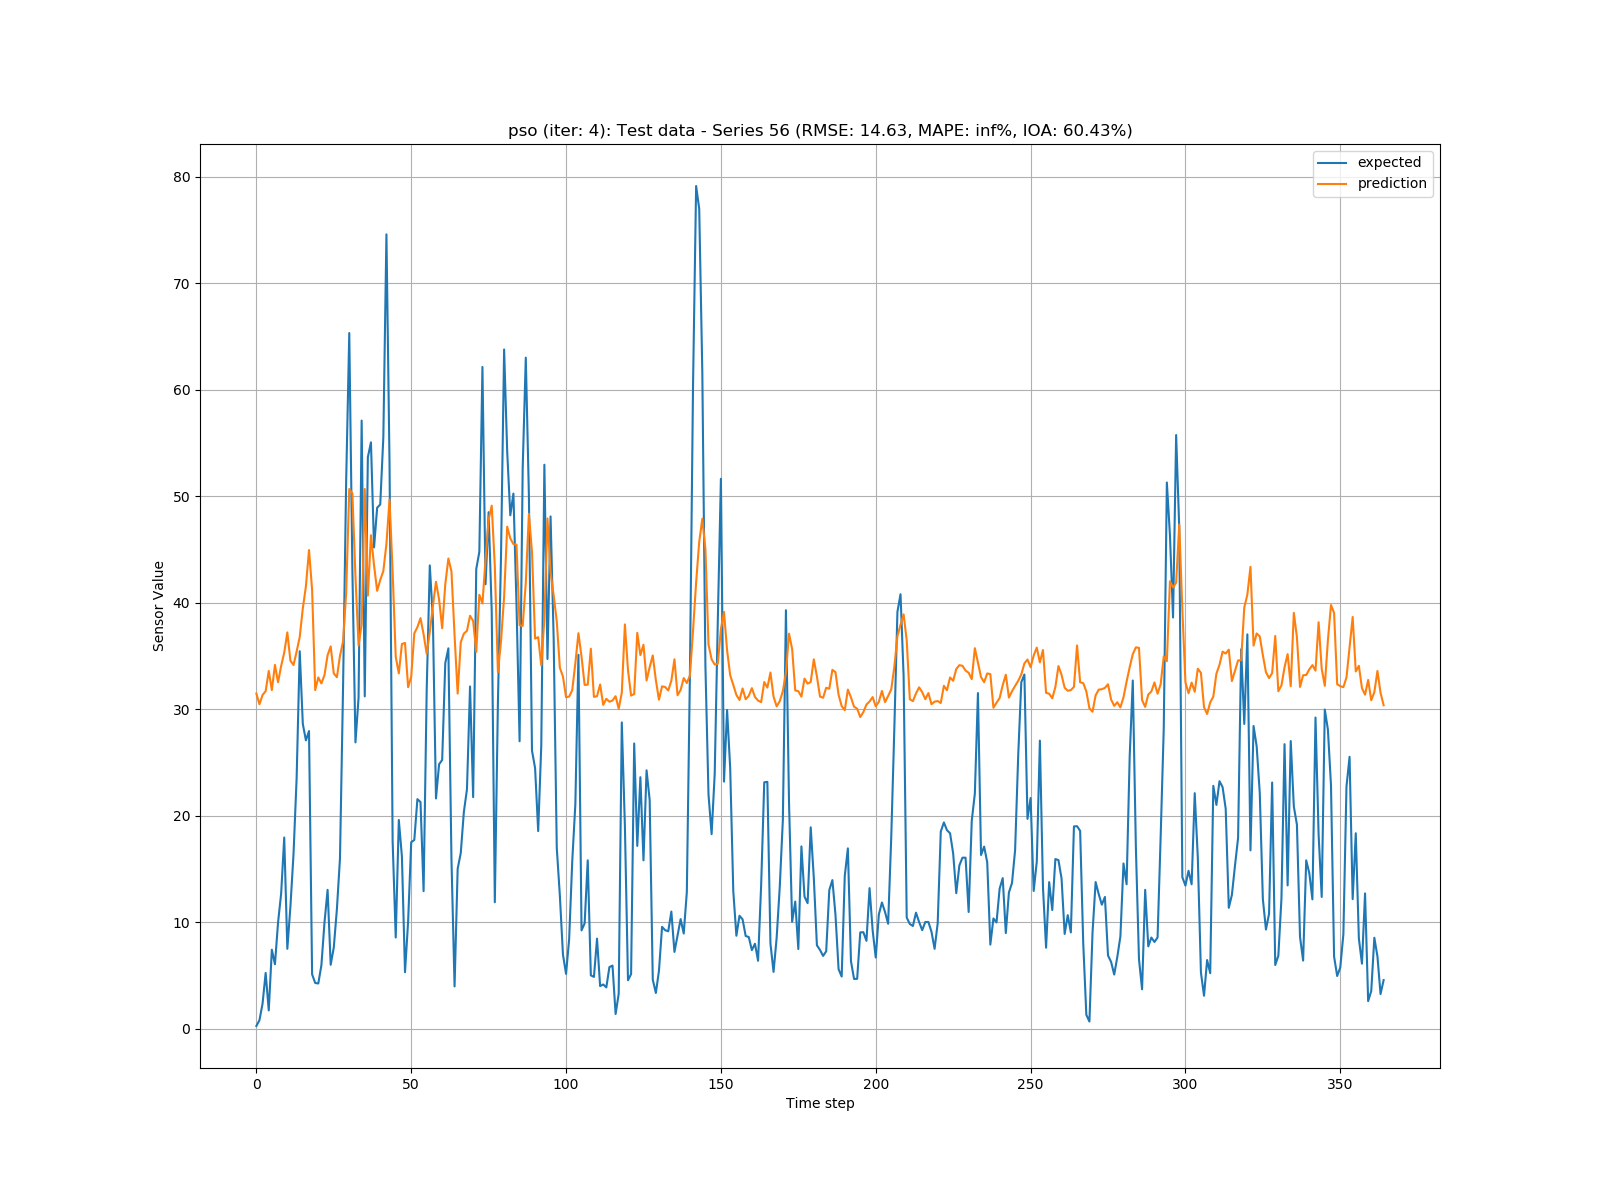 pso (iter: 4): Test data - Series 56 (RMSE: 14.63, MAPE: inf%, IOA: 60.43%)
expected
prediction
80
70
60
50
40
30
20
10
0
Sensor Value
0 50 100 150 200 250 300 350
Time step